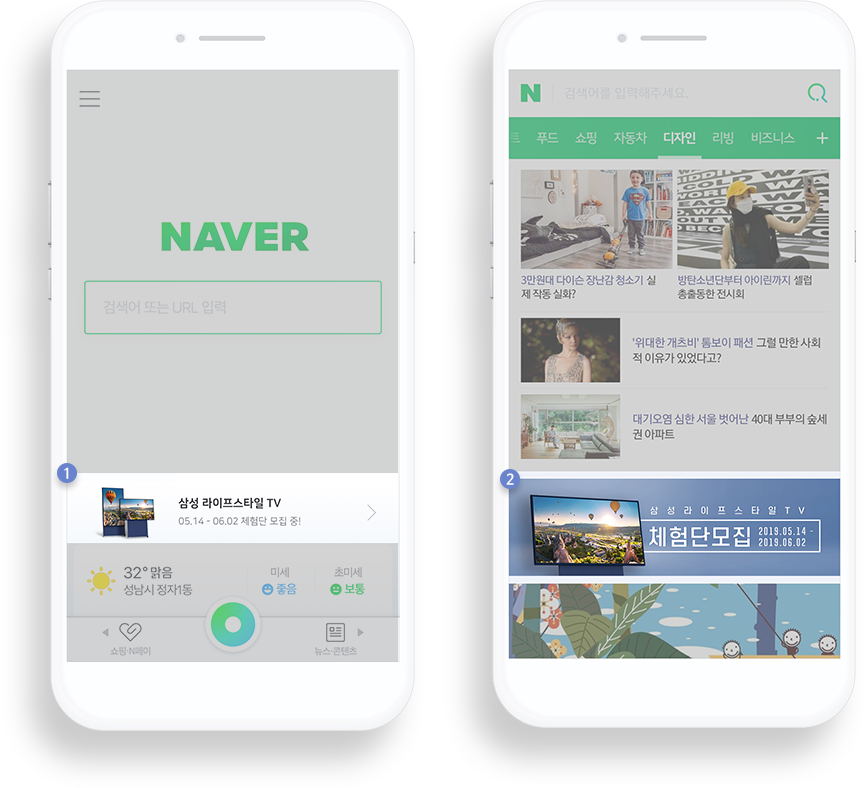 NAVER
검색어 또는 URL 입력
1
삼성 라이프스타일 TV
05.14 - 06.02 체험단 모집 중!
32° 맑음
성남시 정자1동
미세
좋음
초미세
보통
쇼핑·N페이
뉴스·콘텐츠
N 검색어를 입력해주세요.
트 푸드 쇼핑 자동차 디자인 리빙 비즈니스 +
3만원대 다이슨 장난감 청소기 실
제 작동 실화?
방탄소년단부터 아이린까지 셀럽
총출동한 전시회
'위대한 개츠비' 톰보이 패션 그럴 만한 사회
적 이유가 있었다고?
대기오염 심한 서울 벗어난 40대 부부의 숲세
권 아파트
2
삼성 라이프스타일 TV
체험단모집
2019.05.14 -
2019.06.02